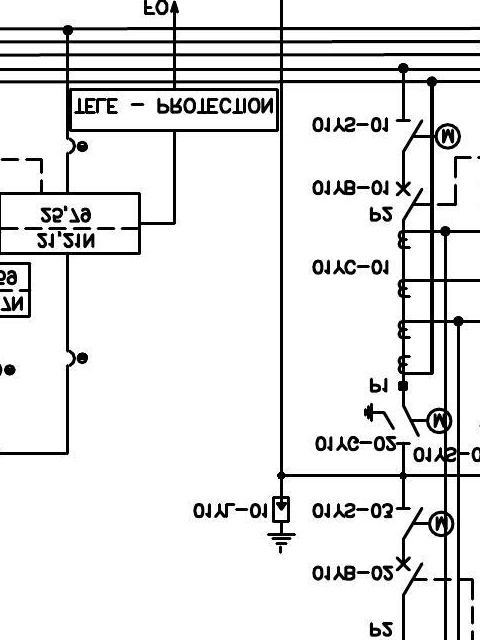 FO
TELE - PROTECTION
01YS-01
M
01YB-01
P2
25,79
21,21N
01YC-01
59
7N
P1
M
01YG-02
01YS-0
01YL-01
01YS-03
M
01YB-02
P2